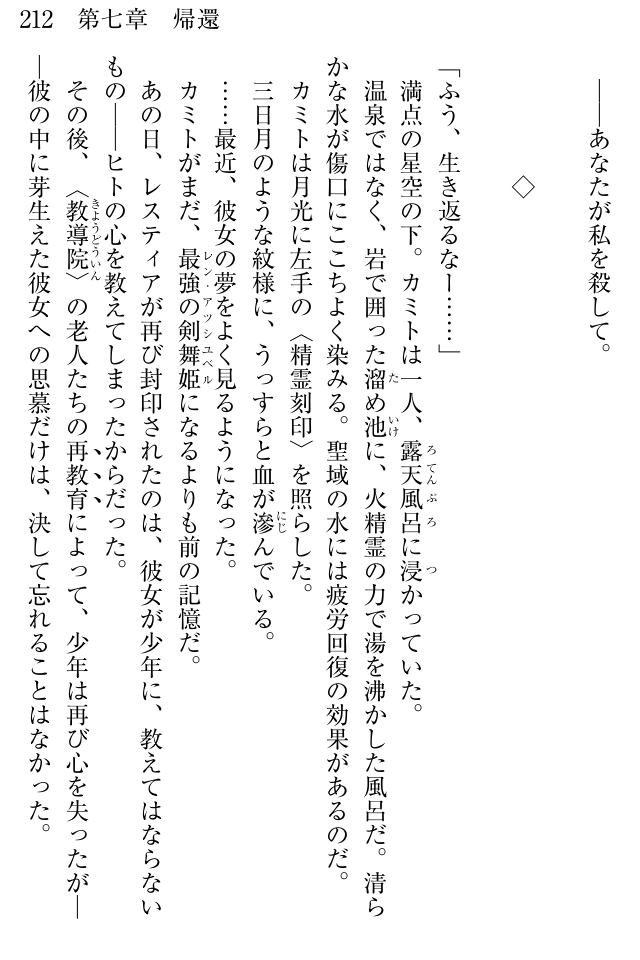 212　第七章　帰還
――あなたが私を殺して。
◇
「ふう、生き返るなー……」
満点の星空の下。カミトは一人、露天風呂に浸かっていた。
温泉ではなく、岩で囲った溜め池に、火精霊の力で湯を沸かした風呂だ。清ら
かな水が傷口にここちよく染みる。聖域の水には疲労回復の効果があるのだ。
カミトは月光に左手の〈精霊刻印〉を照らした。
三日月のような紋様に、うっすらと血が滲んでいる。
……最近、彼女の夢をよく見るようになった。
カミトがまだ、最強の剣舞姫になるよりも前の記憶だ。
あの日、レスティアが再び封印されたのは、彼女が少年に、教えてはならない
もの――ヒトの心を教えてしまったからだった。
その後、〈教導院〉の老人たちの再教育によって、少年は再び心を失ったが―
―彼の中に芽生えた彼女への思慕だけは、決して忘れることはなかった。